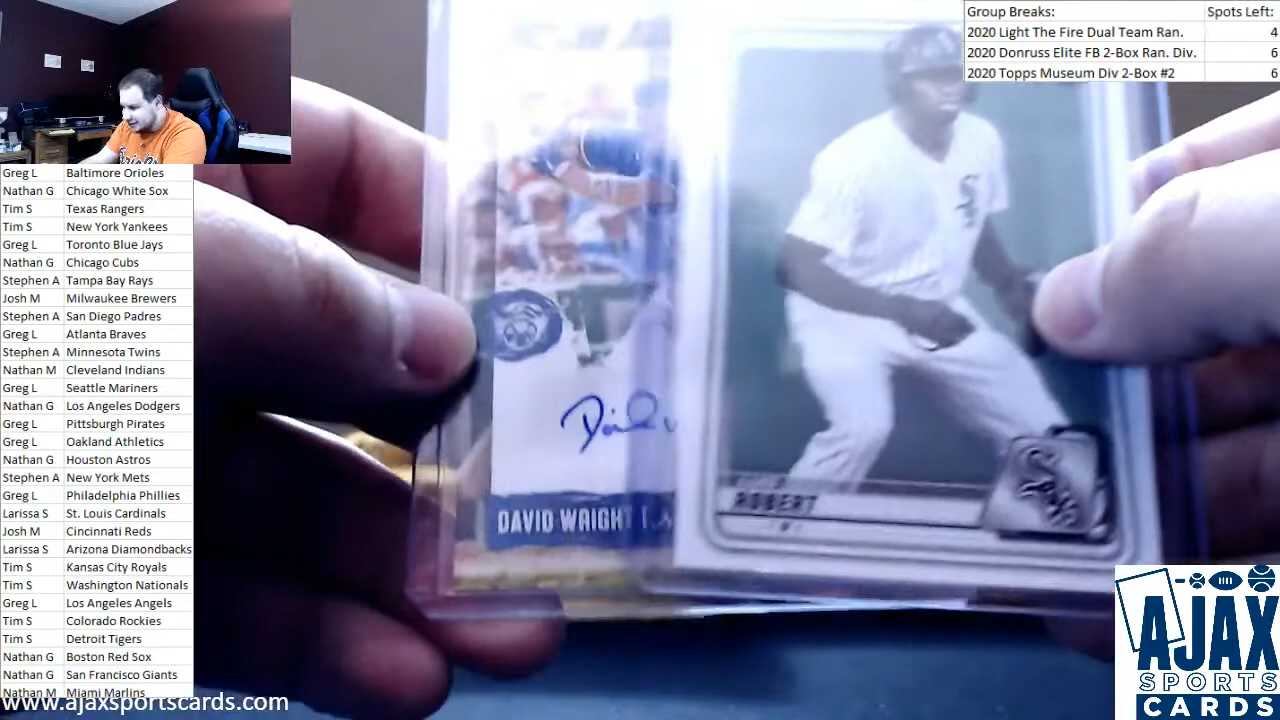 Group Breaks: Spots Left:
2020 Light The Fire Dual Team Ran. 4
2020 Donruss Elite FB 2-Box Ran. Div. 6
2020 Topps Museum Div 2-Box #2 6
Greg L Baltimore Orioles
Nathan G Chicago White Sox
Tim S Texas Rangers
Tim S New York Yankees
Greg L Toronto Blue Jays
Nathan G Chicago Cubs
Stephen A Tampa Bay Rays
Josh M Milwaukee Brewers
Stephen A San Diego Padres
Greg L Atlanta Braves
Stephen A Minnesota Twins
Nathan M Cleveland Indians
Greg L Seattle Mariners
Nathan G Los Angeles Dodgers
Greg L Pittsburgh Pirates
Greg L Oakland Athletics
Nathan G Houston Astros
Stephen A New York Mets
Greg L Philadelphia Phillies
Larissa S St. Louis Cardinals
Josh M Cincinnati Reds
Larissa S Arizona Diamondbacks
Tim S Kansas City Royals
Tim S Washington Nationals
Greg L Los Angeles Angels
Tim S Colorado Rockies
Tim S Detroit Tigers
Nathan G Boston Red Sox
Nathan G San Francisco Giants
Nathan M Miami Marlins
www.ajaxsportscards.com
DAVID WRIGHT
ROBERT
Sox
AJAX
SPORTS
CARDS